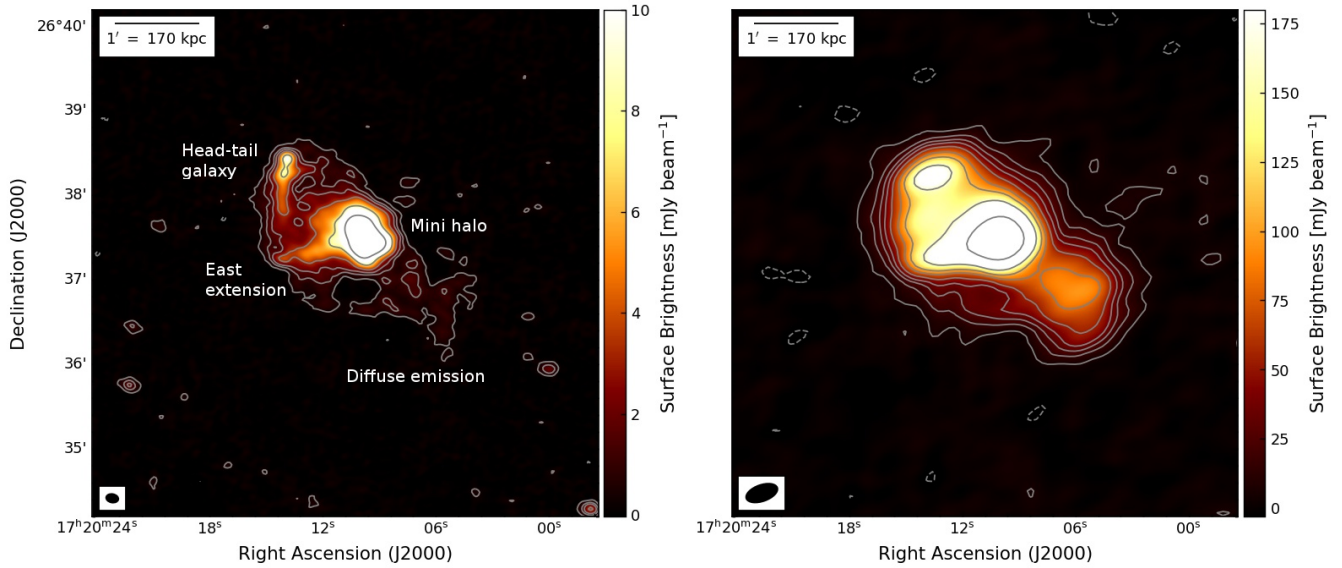 26°40'
39'
38'
37'
36'
35'
Declination (J2000)
1′ = 170 kpc
Head-tail
galaxy
Mini halo
East
extension
Diffuse emission
17ʰ20ᵐ24ˢ
18ˢ
12ˢ
06ˢ
00ˢ
Right Ascension (J2000)
10
8
6
4
2
0
Surface Brightness [mJy beam⁻¹]
1′ = 170 kpc
17ʰ20ᵐ24ˢ
18ˢ
12ˢ
06ˢ
00ˢ
Right Ascension (J2000)
175
150
125
100
75
50
25
0
Surface Brightness [mJy beam⁻¹]